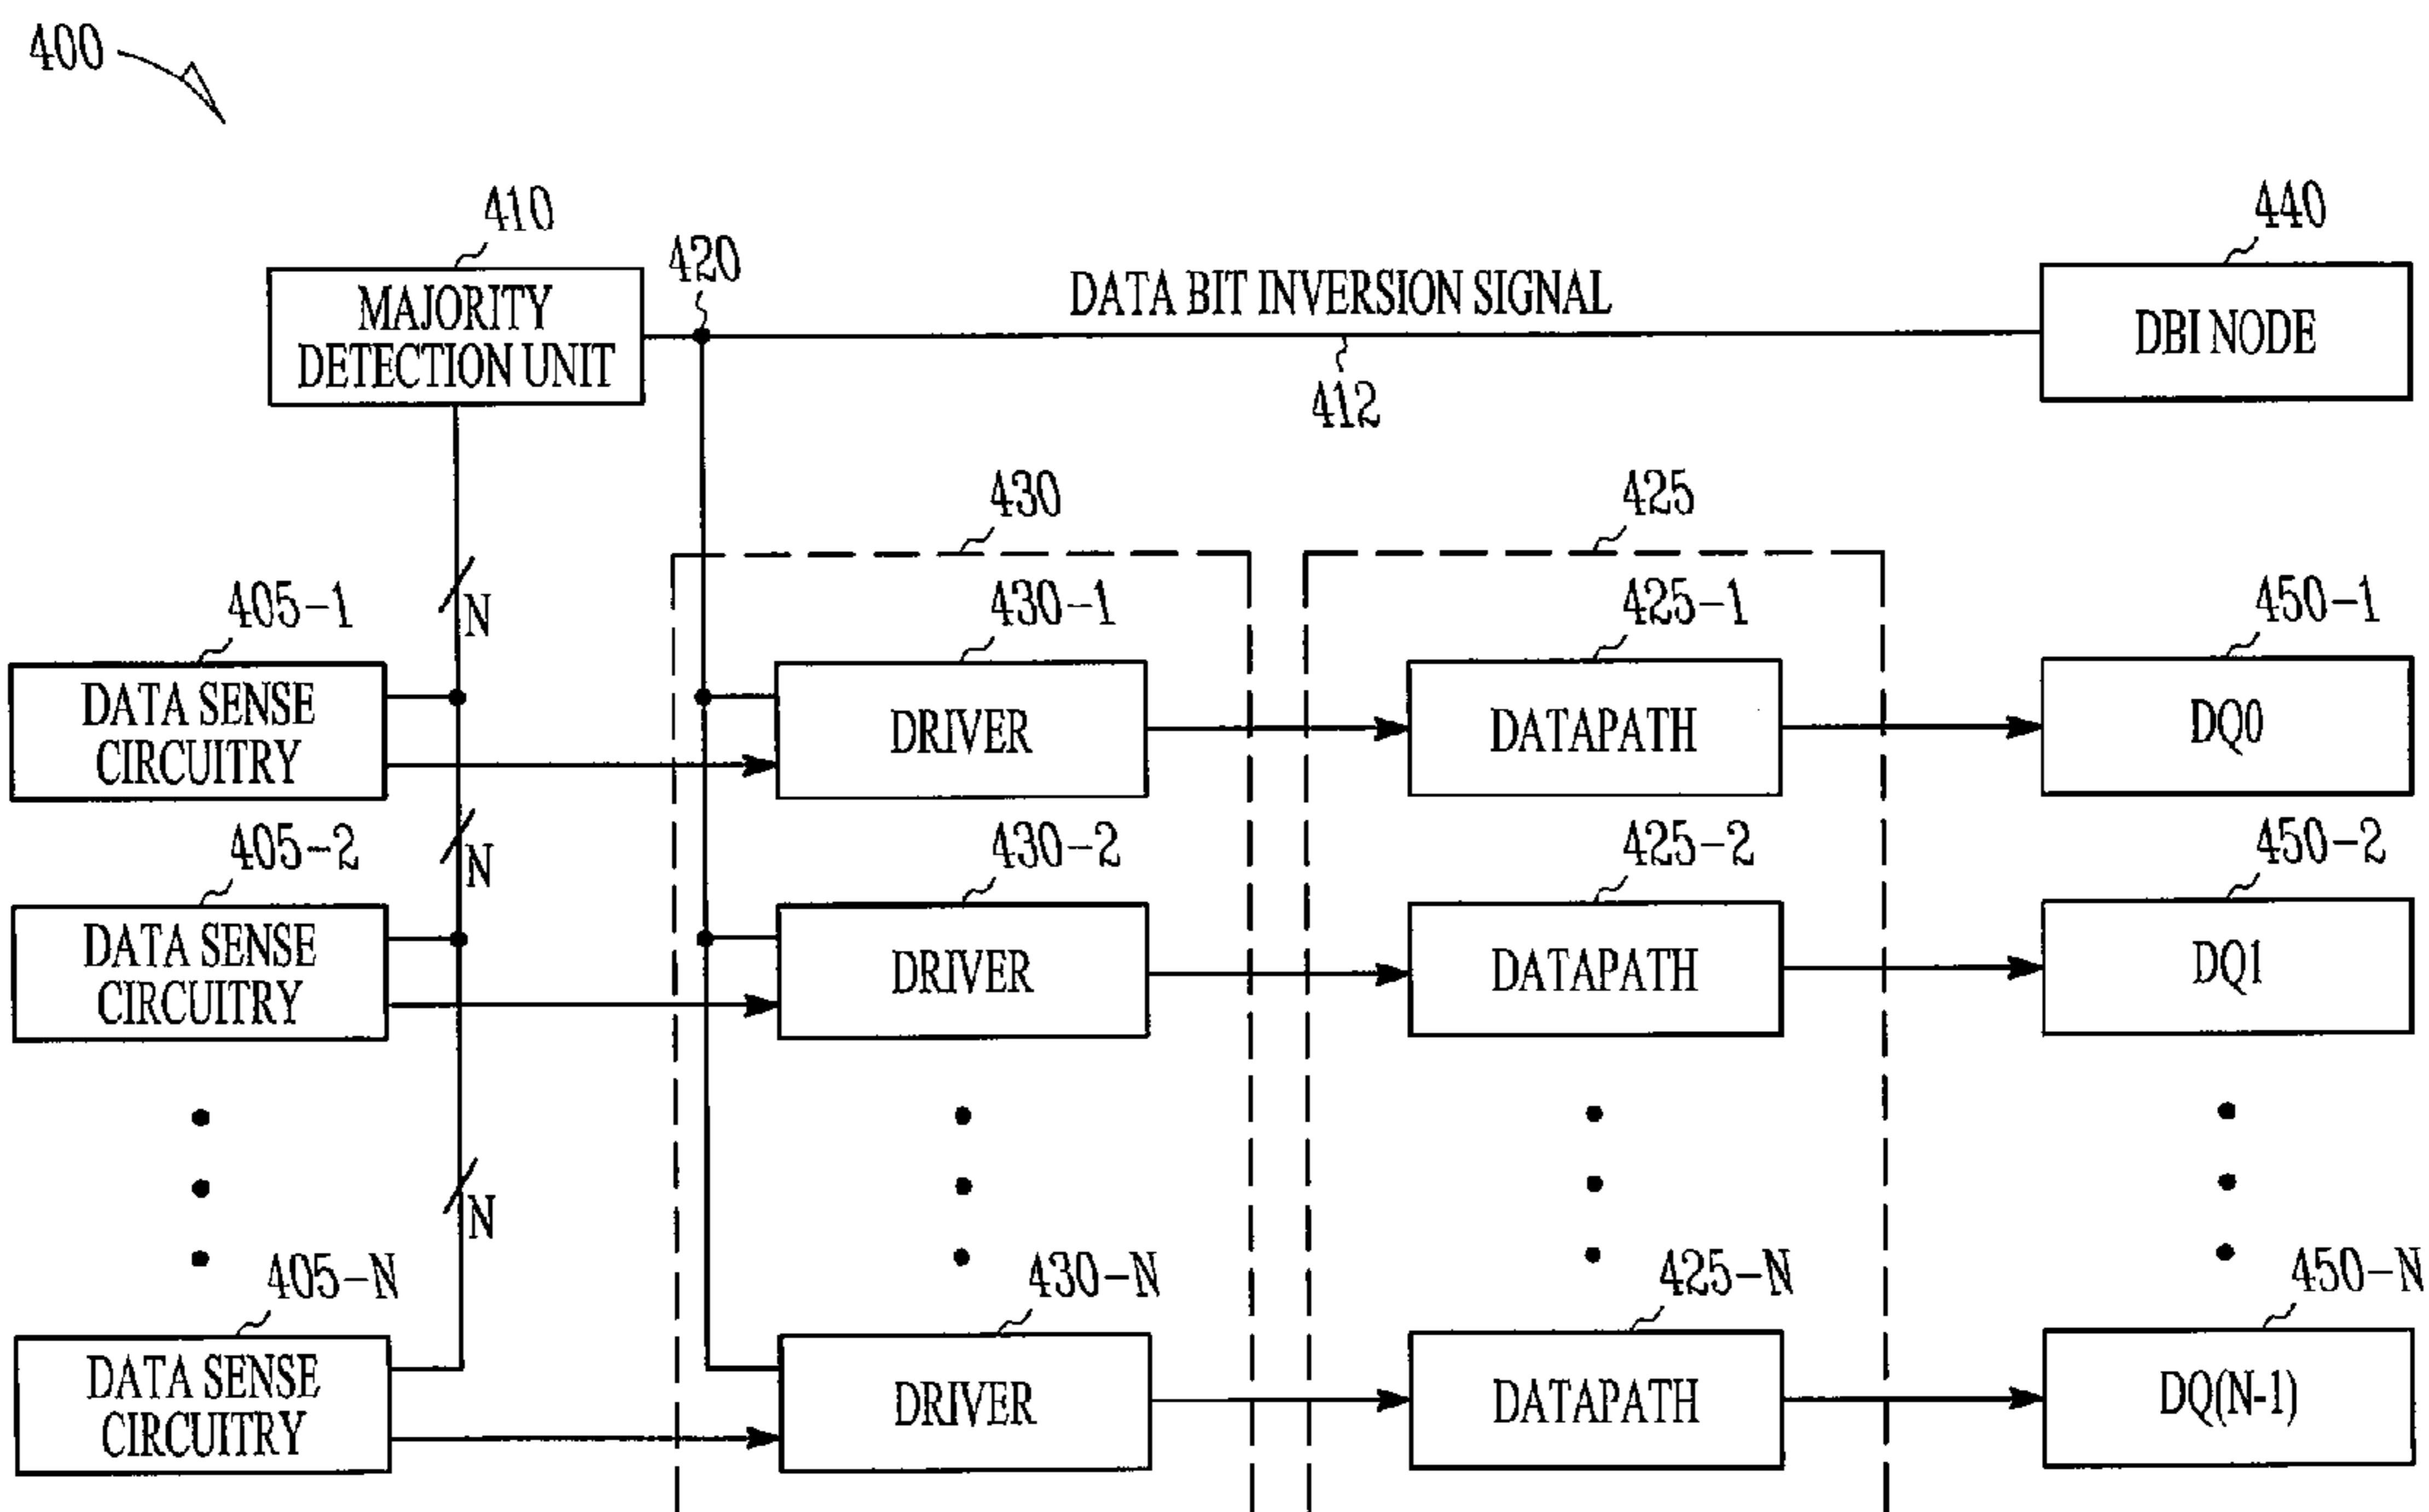 400
410
420
440
MAJORITY
DETECTION UNIT
DATA BIT INVERSION SIGNAL
412
DBI NODE
430
425
N
405-1
430-1
425-1
450-1
DATA SENSE
CIRCUITRY
DRIVER
DATAPATH
DQ0
N
405-2
430-2
425-2
450-2
DATA SENSE
CIRCUITRY
DRIVER
DATAPATH
DQ1
N
405-N
430-N
425-N
450-N
DATA SENSE
CIRCUITRY
DRIVER
DATAPATH
DQ(N-1)